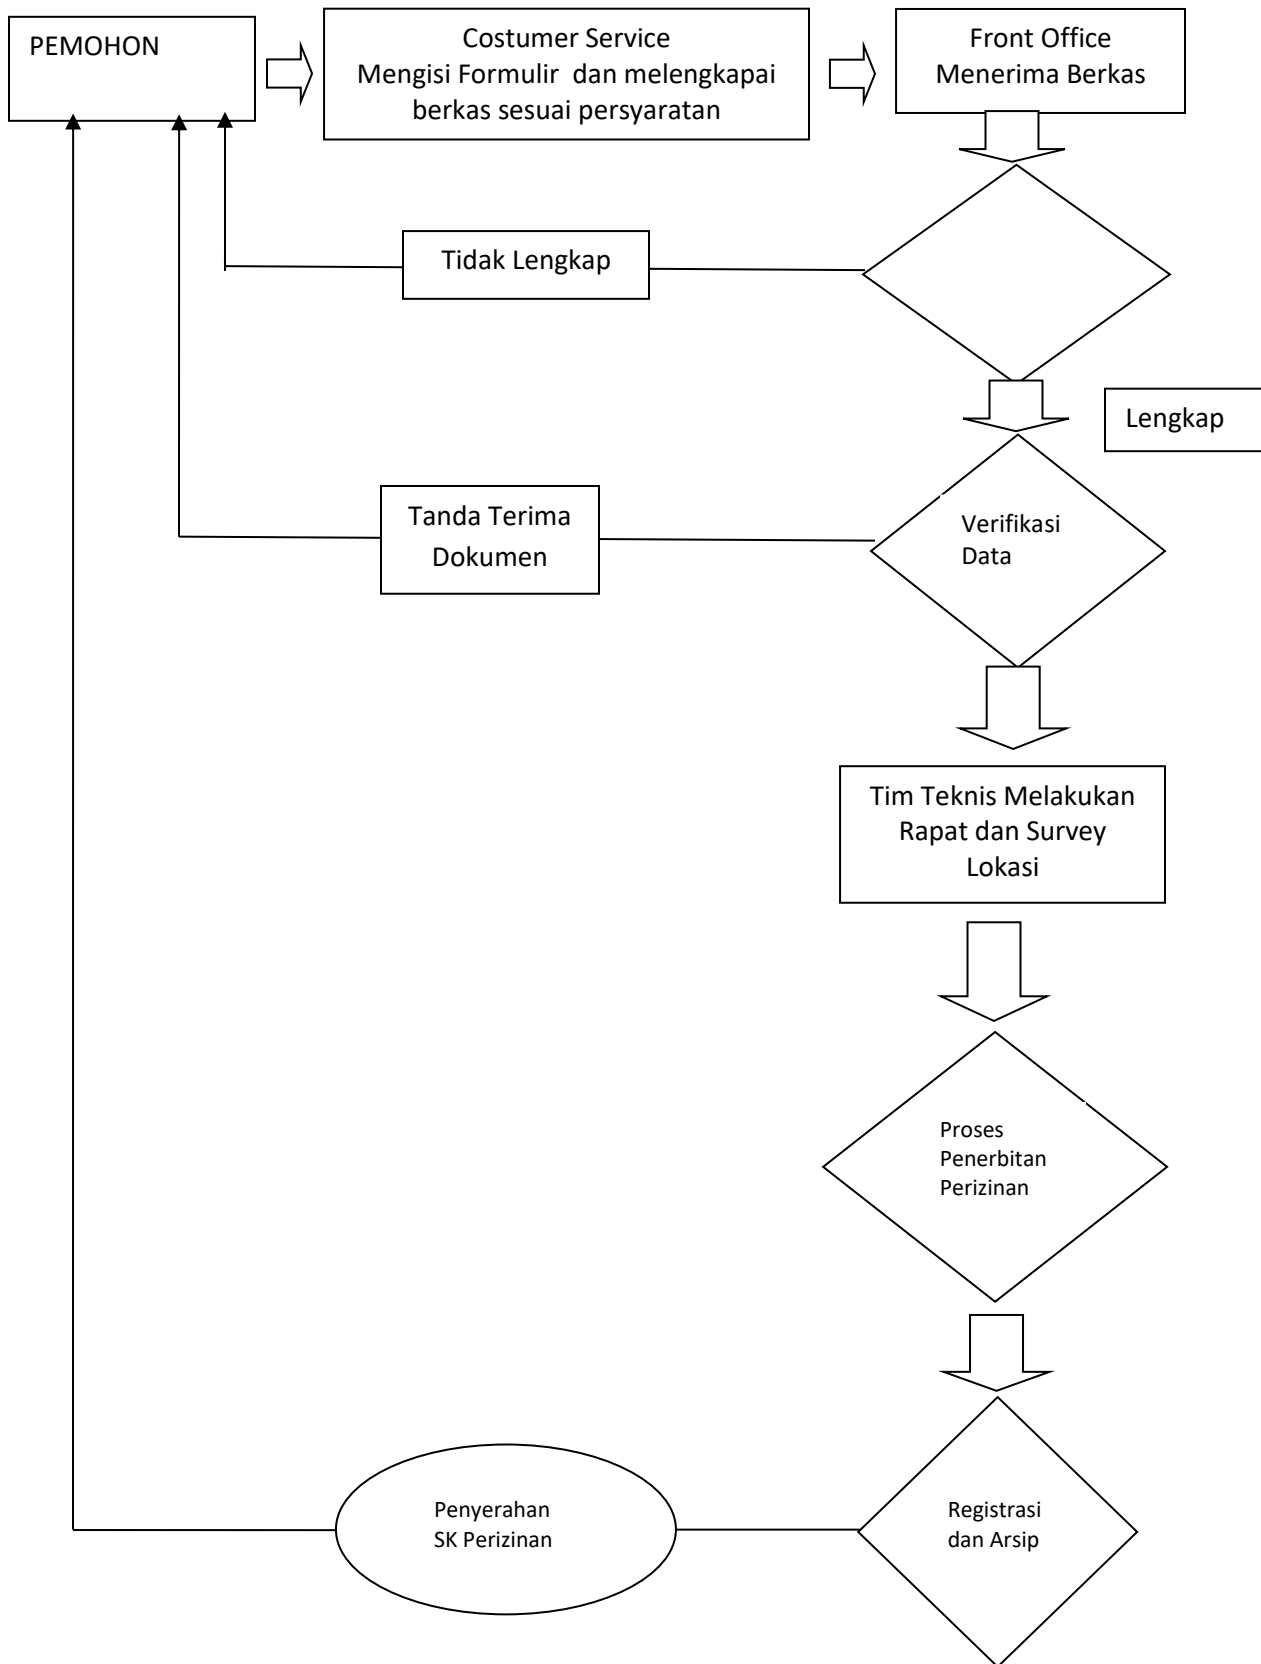 PEMOHON
Costumer Service
Mengisi Formulir dan melengkapai
berkas sesuai persyaratan
Front Office
Menerima Berkas
Tidak Lengkap
Lengkap
Tanda Terima
Dokumen
Verifikasi
Data
Tim Teknis Melakukan
Rapat dan Survey
Lokasi
Proses
Penerbitan
Perizinan
Penyerahan
SK Perizinan
Registrasi
dan Arsip